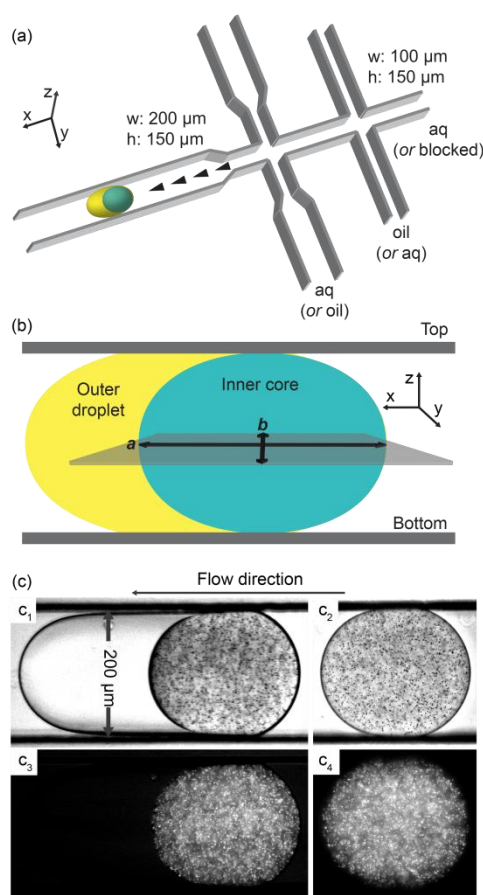 (a)
z
x
y
w: 200 µm
h: 150 µm
w: 100 µm
h: 150 µm
aq
(or blocked)
oil
(or aq)
aq
(or oil)
(b)
Top
Outer
droplet
Inner core
z
x
y
b
a
Bottom
(c)
Flow direction
c1
c2
200 µm
c3
c4